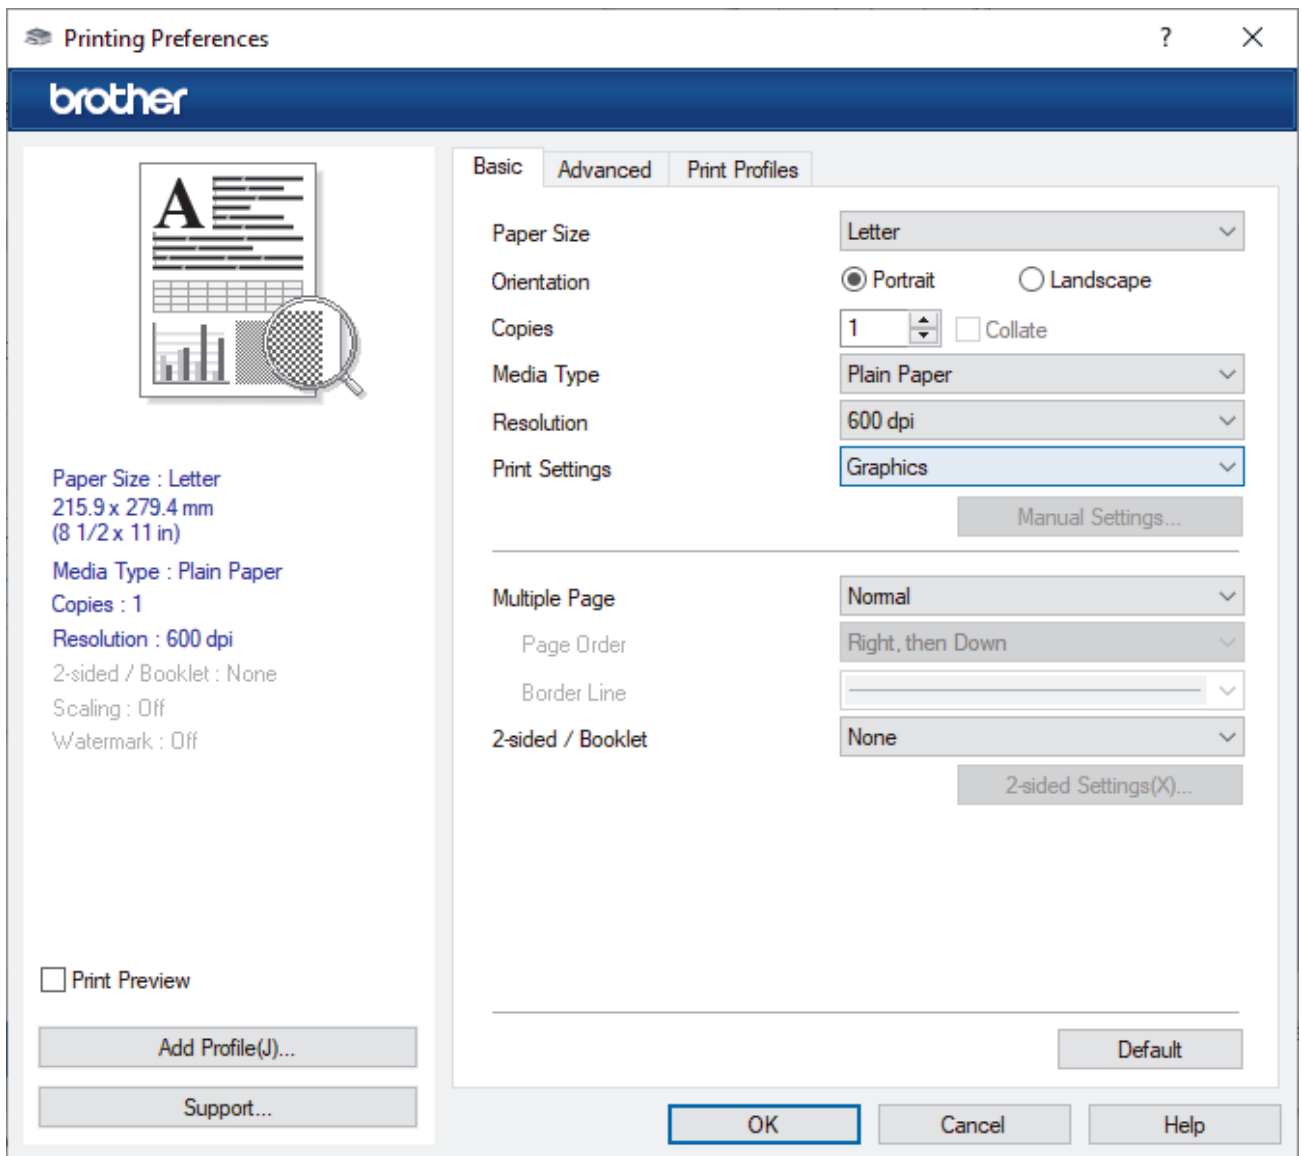 Printing Preferences
?
brother
A
Paper Size : Letter
215.9 x 279.4 mm
(8 1/2 x 11 in)
Media Type : Plain Paper
Copies : 1
Resolution : 600 dpi
2-sided / Booklet : None
Scaling : Off
Watermark : Off
Print Preview
Add Profile(J)...
Support...
Basic Advanced Print Profiles
Paper Size Letter
Orientation Portrait Landscape
Copies 1 Collate
Media Type Plain Paper
Resolution 600 dpi
Print Settings Graphics
Manual Settings...
Multiple Page Normal
Page Order Right, then Down
Border Line
2-sided / Booklet None
2-sided Settings(X)...
Default
OK Cancel Help